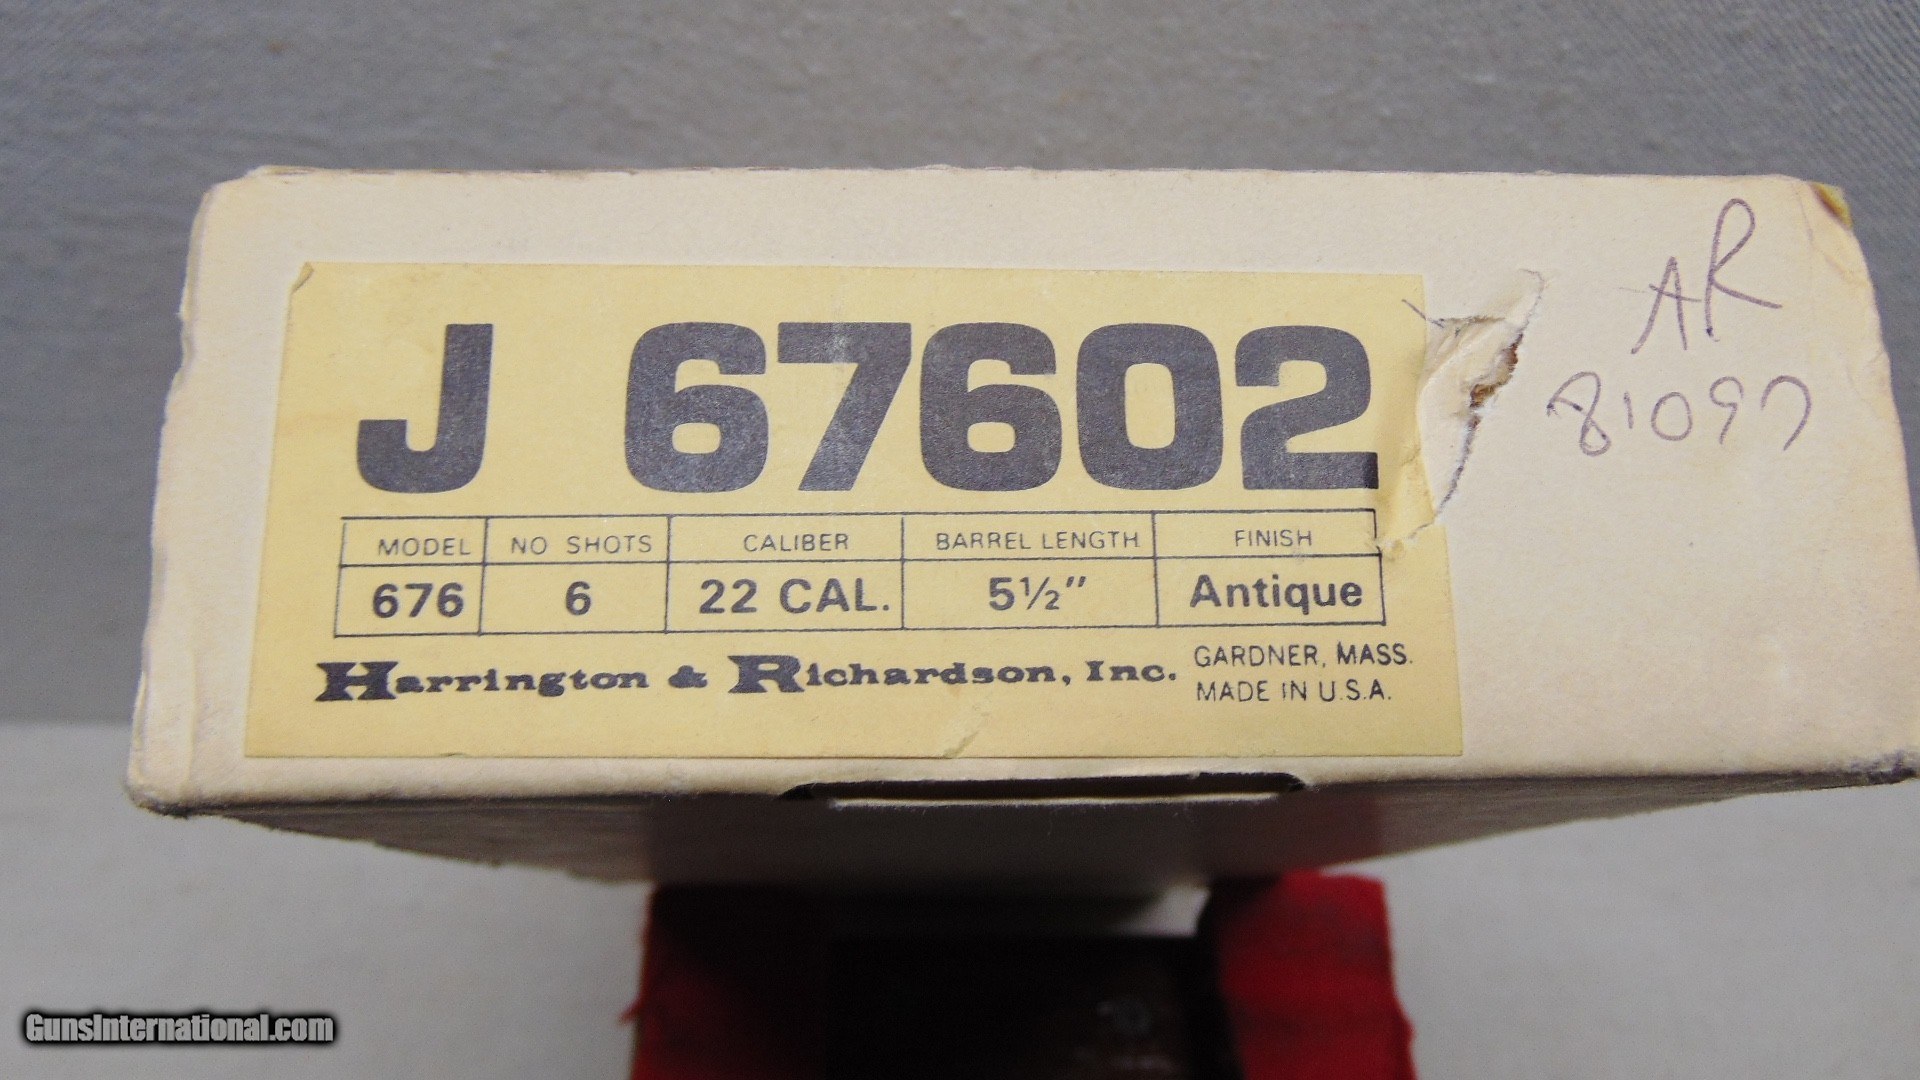 J 67602
MODEL NO SHOTS CALIBER BARREL LENGTH FINISH
676 6 22 CAL. 5½" Antique
Harrington & Richardson, Inc. GARDNER, MASS.
MADE IN U.S.A.
AR
81097
GunsInternational.com